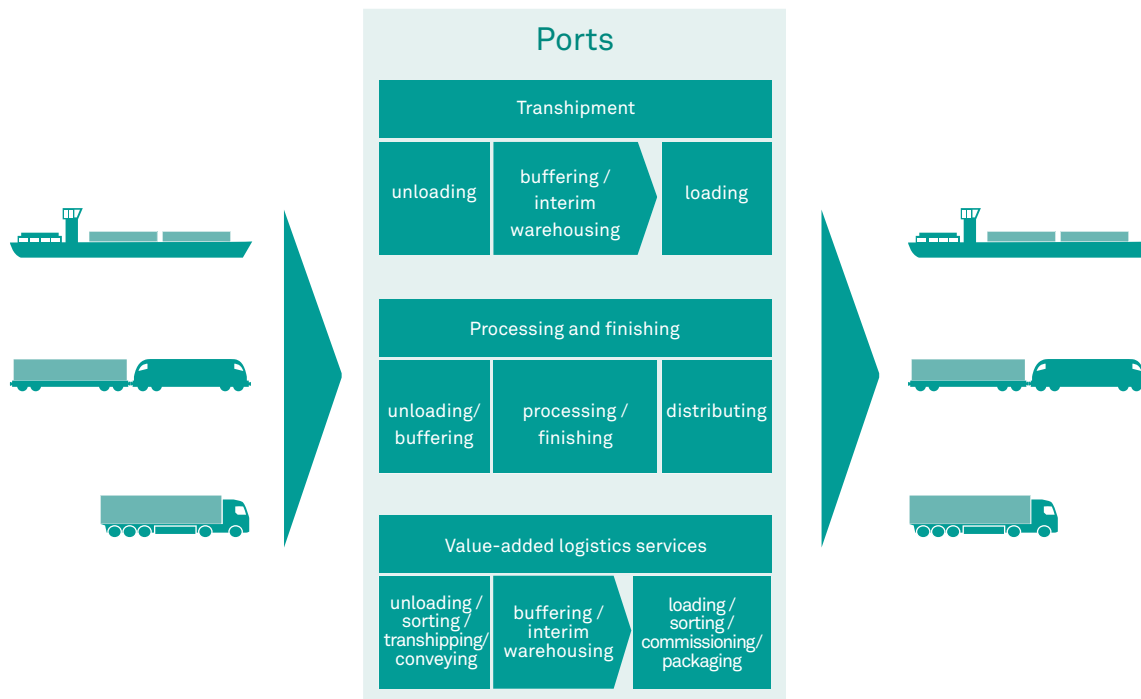 Ports
Transhipment
unloading
buffering /
interim
warehousing
loading
Processing and finishing
unloading/
buffering
processing /
finishing
distributing
Value-added logistics services
unloading /
sorting /
transhipping/
conveying
buffering /
interim
warehousing
loading /
sorting /
commissioning/
packaging